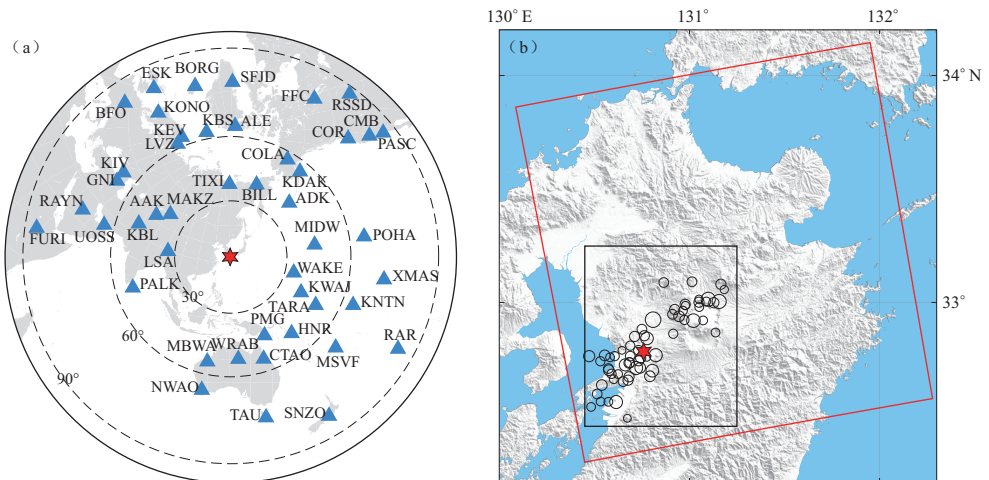 130° E
131°
132°
(a)
(b)
34° N
33°
ESK
BORG
SFJD
FFC
RSSD
BFO
KONO
CMB
KEV
KBS
ALE
COR
PASC
LVZ
COLA
KIV
GNI
TIXI
BILL
KDAK
RAYN
AAK
MAKZ
ADK
FURI
UOSS
KBL
MIDW
POHA
LSA
WAKE
XMAS
PALK
KWAJ
30°
TARA
KNTN
PMG
60°
HNR
RAR
MBWA
WRAB
CTAO
MSVF
90°
NWAO
TAU
SNZO